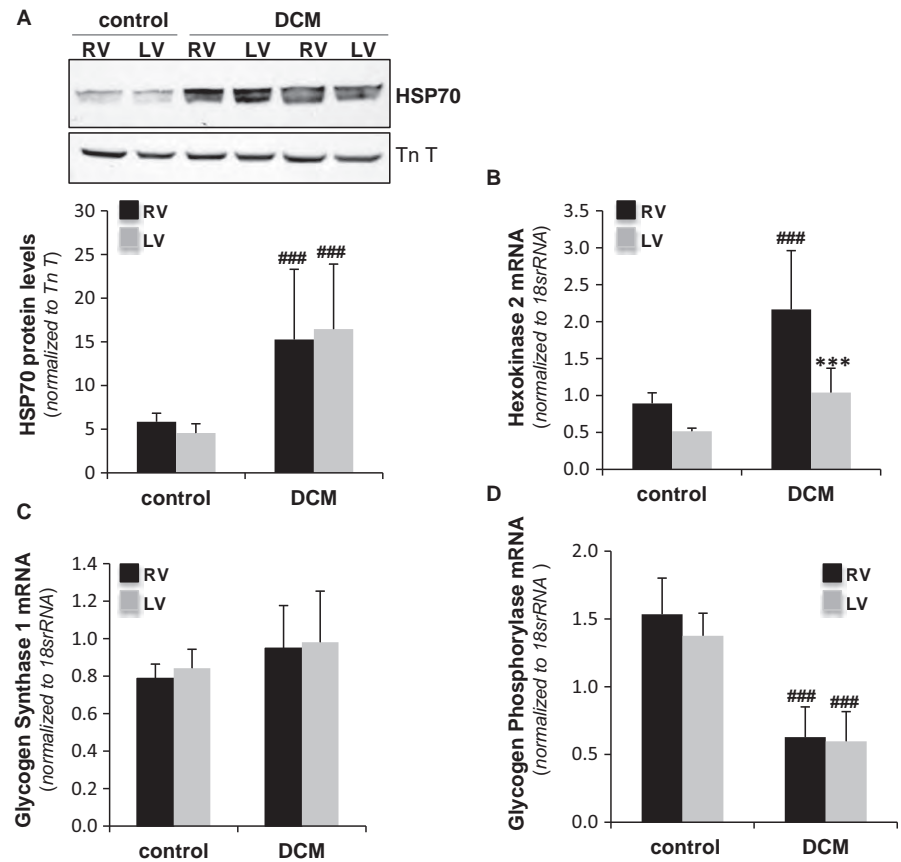 A
control DCM
RV LV RV LV RV LV
HSP70
Tn T
HSP70 protein levels
(normalized to Tn T)
30
25
20
15
10
5
0
RV
LV
### ###
control DCM
B
Hexokinase 2 mRNA
(normalized to 18srRNA)
3.5
3.0
2.5
2.0
1.5
1.0
0.5
0.0
RV
LV
###
***
control DCM
C
Glycogen Synthase 1 mRNA
(normalized to 18srRNA)
1.4
1.2
1.0
0.8
0.6
0.4
0.2
0.0
RV
LV
control DCM
D
Glycogen Phosphorylase mRNA
(normalized to 18srRNA )
2.0
1.5
1.0
0.5
0.0
RV
LV
### ###
control DCM